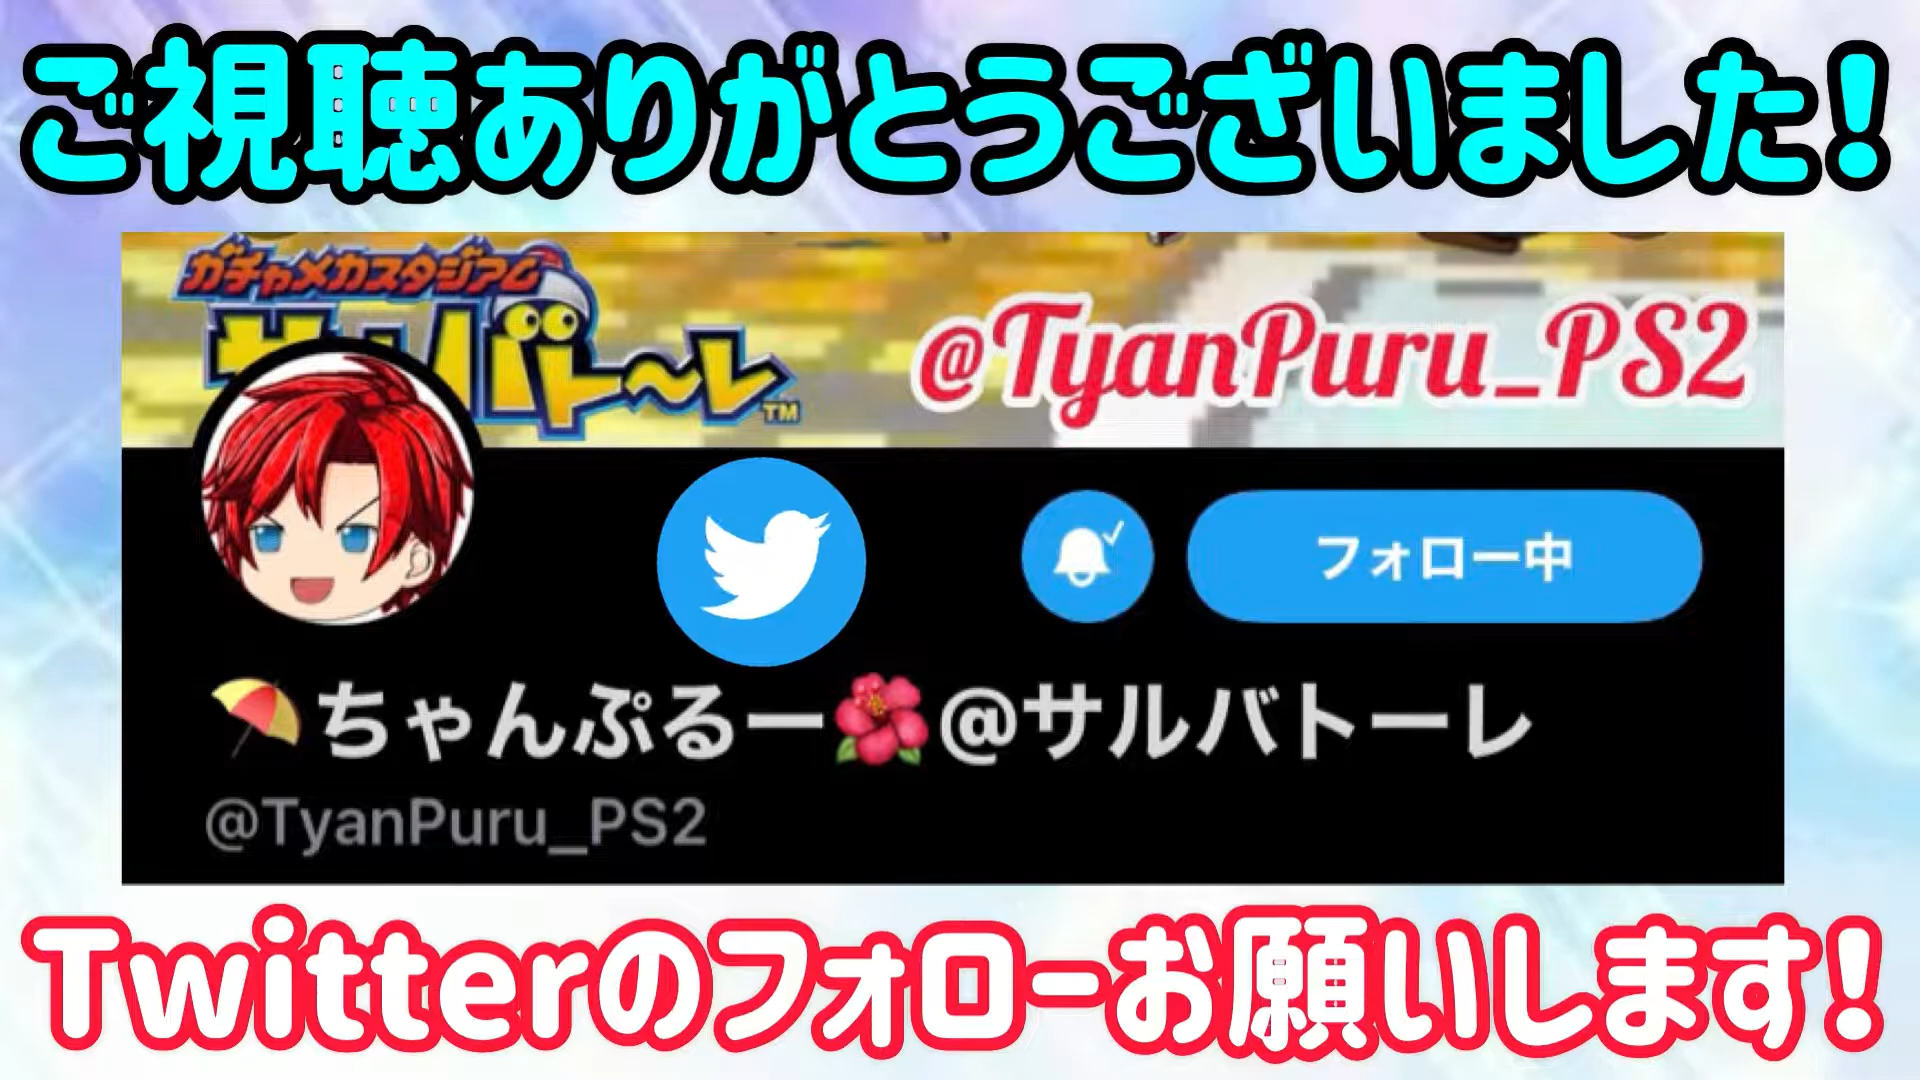 ご視聴ありがとうございました!
ガチャメカスタジアム
サルバト～レ™
@TyanPuru_PS2
フォロー中
ちゃんぷるー🌺@サルバトーレ
@TyanPuru_PS2
Twitterのフォローお願いします!